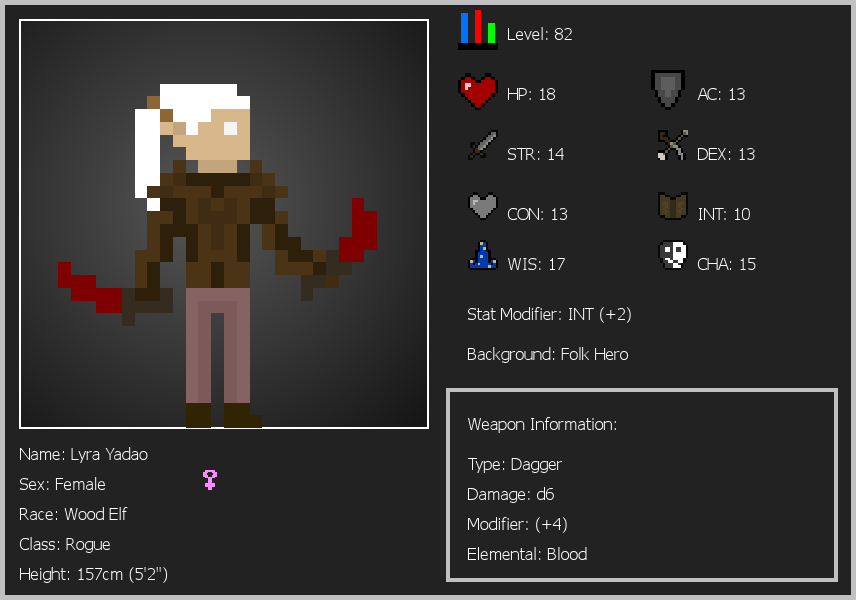 Level: 82
HP: 18
AC: 13
STR: 14
DEX: 13
CON: 13
INT: 10
WIS: 17
CHA: 15
Stat Modifier: INT (+2)
Background: Folk Hero
Weapon Information:
Type: Dagger
Damage: d6
Modifier: (+4)
Elemental: Blood
Name: Lyra Yadao
Sex: Female
Race: Wood Elf
Class: Rogue
Height: 157cm (5'2")